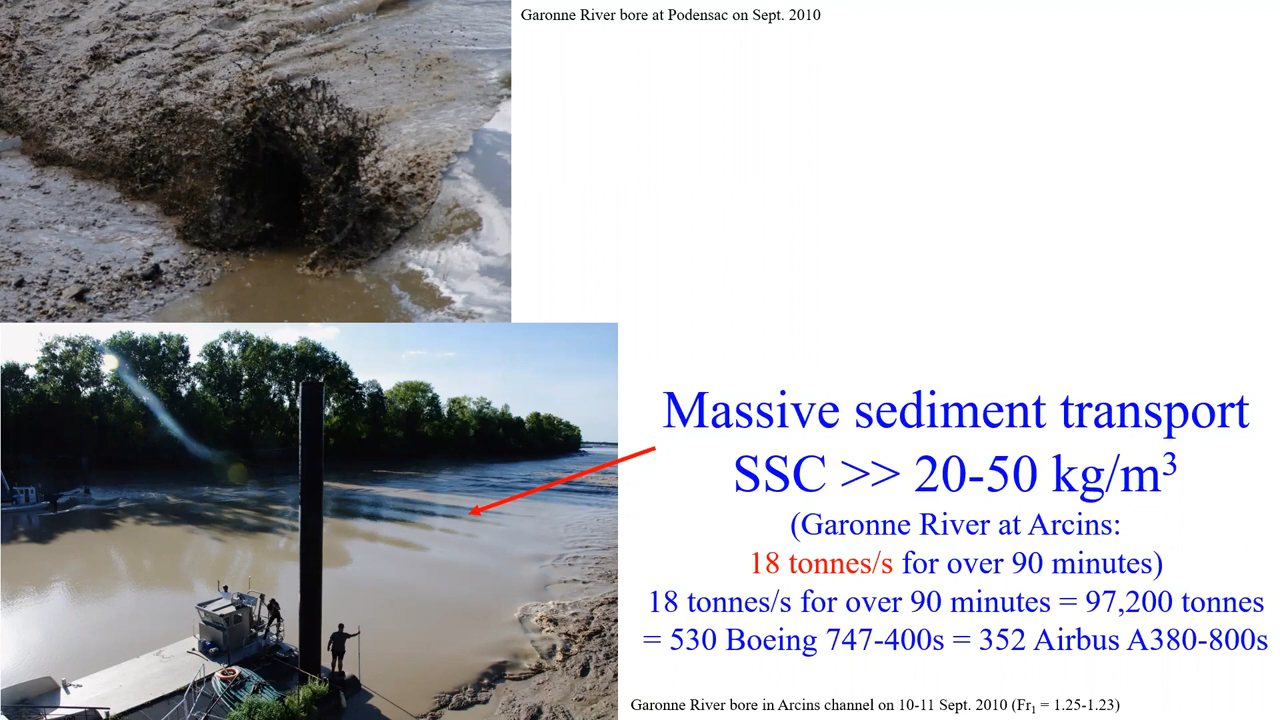 Garonne River bore at Podensac on Sept. 2010
Massive sediment transport
SSC >> 20-50 kg/m³
(Garonne River at Arcins:
18 tonnes/s for over 90 minutes)
18 tonnes/s for over 90 minutes = 97,200 tonnes
= 530 Boeing 747-400s = 352 Airbus A380-800s
Garonne River bore in Arcins channel on 10-11 Sept. 2010 (Fr₁ = 1.25-1.23)